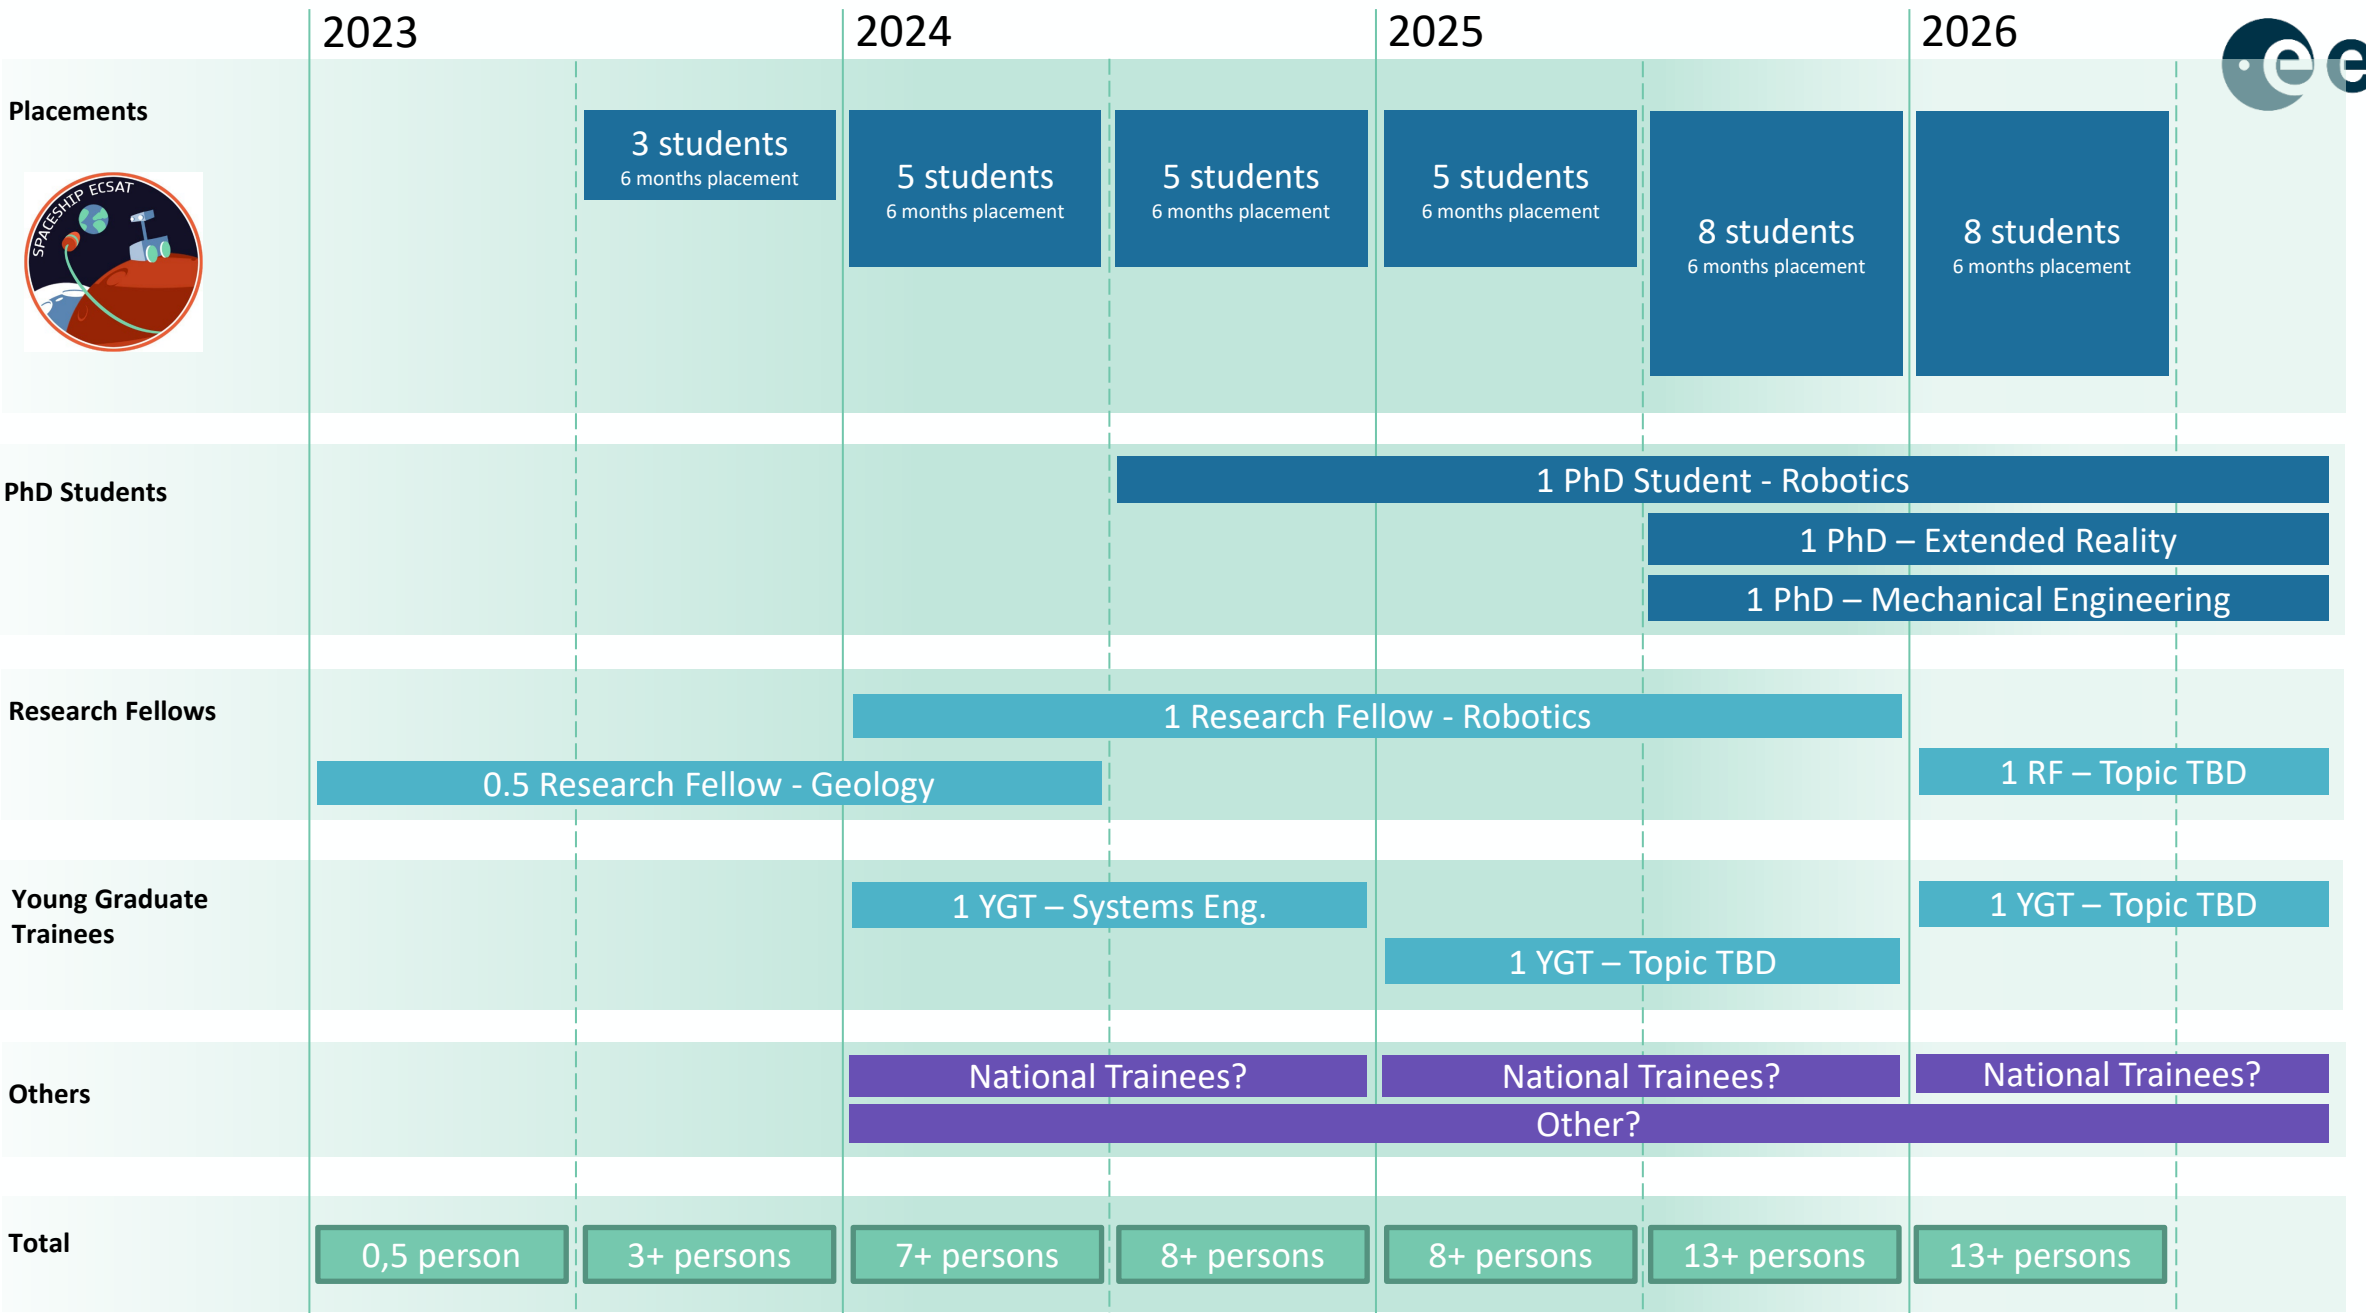 2023
2024
2025
2026
ee
Placements
SPACESHIP ECSAT
3 students
6 months placement
5 students
6 months placement
5 students
6 months placement
5 students
6 months placement
8 students
6 months placement
8 students
6 months placement
PhD Students
1 PhD Student - Robotics
1 PhD – Extended Reality
1 PhD – Mechanical Engineering
Research Fellows
1 Research Fellow - Robotics
0.5 Research Fellow - Geology
1 RF – Topic TBD
Young Graduate
Trainees
1 YGT – Systems Eng.
1 YGT – Topic TBD
1 YGT – Topic TBD
Others
National Trainees?
National Trainees?
National Trainees?
Other?
Total
0,5 person
3+ persons
7+ persons
8+ persons
8+ persons
13+ persons
13+ persons